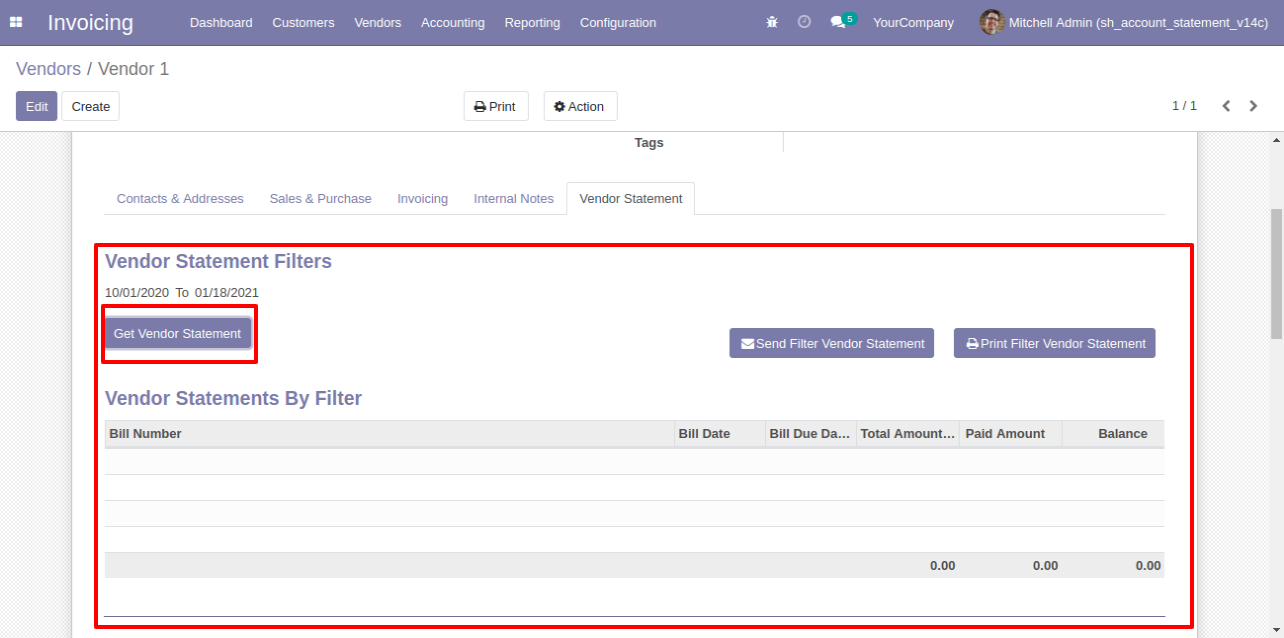 Invoicing Dashboard Customers Vendors Accounting Reporting Configuration 5 YourCompany Mitchell Admin (sh_account_statement_v14c)
Vendors / Vendor 1
Edit Create Print Action 1 / 1
Tags
Contacts & Addresses Sales & Purchase Invoicing Internal Notes Vendor Statement
Vendor Statement Filters
10/01/2020 To 01/18/2021
Get Vendor Statement Send Filter Vendor Statement Print Filter Vendor Statement
Vendor Statements By Filter
Bill Number Bill Date Bill Due Da... Total Amount... Paid Amount Balance
0.00 0.00 0.00